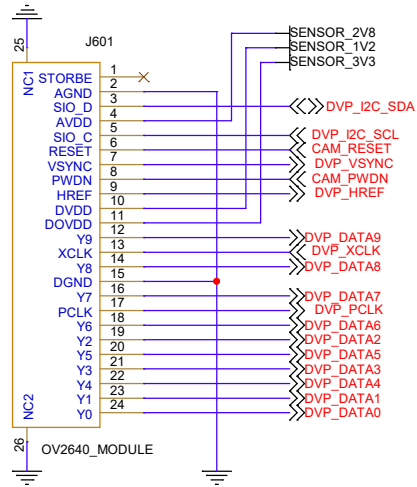 J601
25
NC1
SENSOR_2V8
SENSOR_1V2
SENSOR_3V3
STORBE 1
AGND 2
SIO_D 3 DVP_I2C_SDA
AVDD 4
SIO_C 5 DVP_I2C_SCL
RESET 6 CAM_RESET
VSYNC 7 DVP_VSYNC
PWDN 8 CAM_PWDN
HREF 9 DVP_HREF
DVDD 10
DOVDD 11
Y9 12 DVP_DATA9
XCLK 13 DVP_XCLK
Y8 14 DVP_DATA8
DGND 15
Y7 16 DVP_DATA7
PCLK 17 DVP_PCLK
Y6 18 DVP_DATA6
Y2 19 DVP_DATA2
Y5 20 DVP_DATA5
Y3 21 DVP_DATA3
Y4 22 DVP_DATA4
Y1 23 DVP_DATA1
Y0 24 DVP_DATA0
NC2
26
OV2640_MODULE